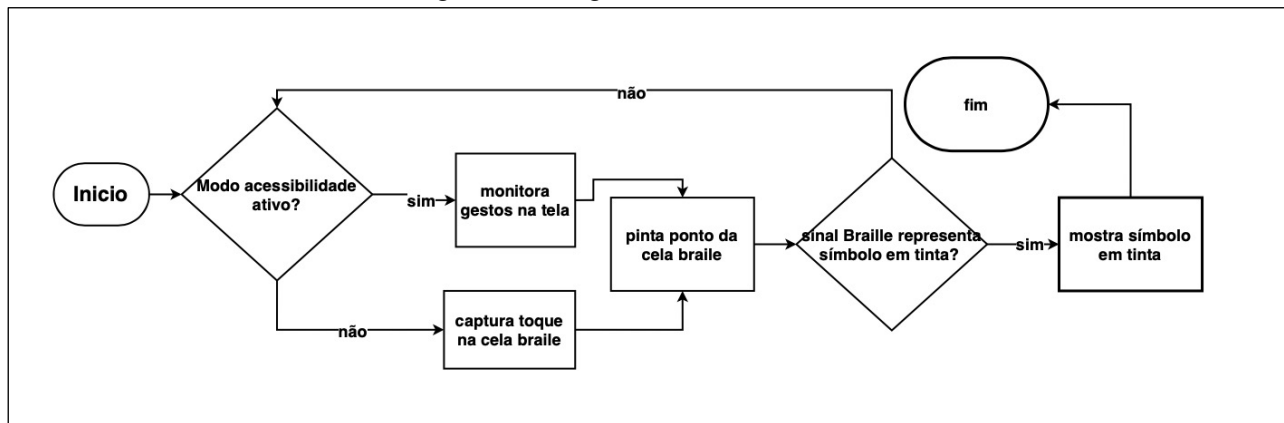 Inicio
Modo acessibilidade
ativo?
sim
monitora
gestos na tela
não
captura toque
na cela braile
pinta ponto da
cela braile
sinal Braille representa
símbolo em tinta?
não
sim
mostra símbolo
em tinta
fim